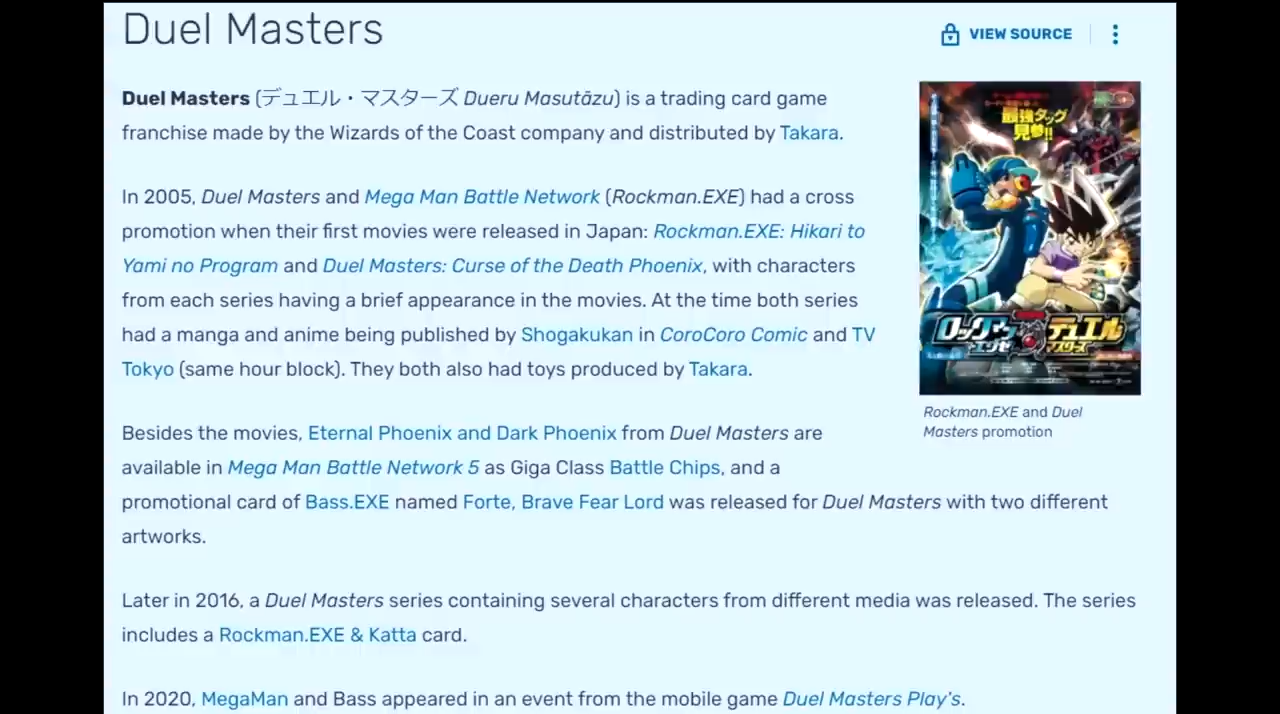 Duel Masters
VIEW SOURCE
Duel Masters (デュエル・マスターズ Dueru Masutāzu) is a trading card game
franchise made by the Wizards of the Coast company and distributed by Takara.
In 2005, Duel Masters and Mega Man Battle Network (Rockman.EXE) had a cross
promotion when their first movies were released in Japan: Rockman.EXE: Hikari to
Yami no Program and Duel Masters: Curse of the Death Phoenix, with characters
from each series having a brief appearance in the movies. At the time both series
had a manga and anime being published by Shogakukan in CoroCoro Comic and TV
Tokyo (same hour block). They both also had toys produced by Takara.
最強タッグ
見参!!
ロックマン
エグゼ
デュエル
マスターズ
Rockman.EXE and Duel
Masters promotion
Besides the movies, Eternal Phoenix and Dark Phoenix from Duel Masters are
available in Mega Man Battle Network 5 as Giga Class Battle Chips, and a
promotional card of Bass.EXE named Forte, Brave Fear Lord was released for Duel Masters with two different
artworks.
Later in 2016, a Duel Masters series containing several characters from different media was released. The series
includes a Rockman.EXE & Katta card.
In 2020, MegaMan and Bass appeared in an event from the mobile game Duel Masters Play's.